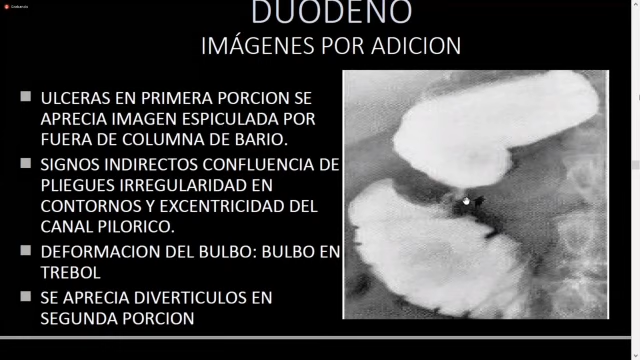 DUODENO
IMÁGENES POR ADICION
ULCERAS EN PRIMERA PORCION SE
APRECIA IMAGEN ESPICULADA POR
FUERA DE COLUMNA DE BARIO.
SIGNOS INDIRECTOS CONFLUENCIA DE
PLIEGUES IRREGULARIDAD EN
CONTORNOS Y EXCENTRICIDAD DEL
CANAL PILORICO.
DEFORMACION DEL BULBO: BULBO EN
TREBOL
SE APRECIA DIVERTICULOS EN
SEGUNDA PORCION